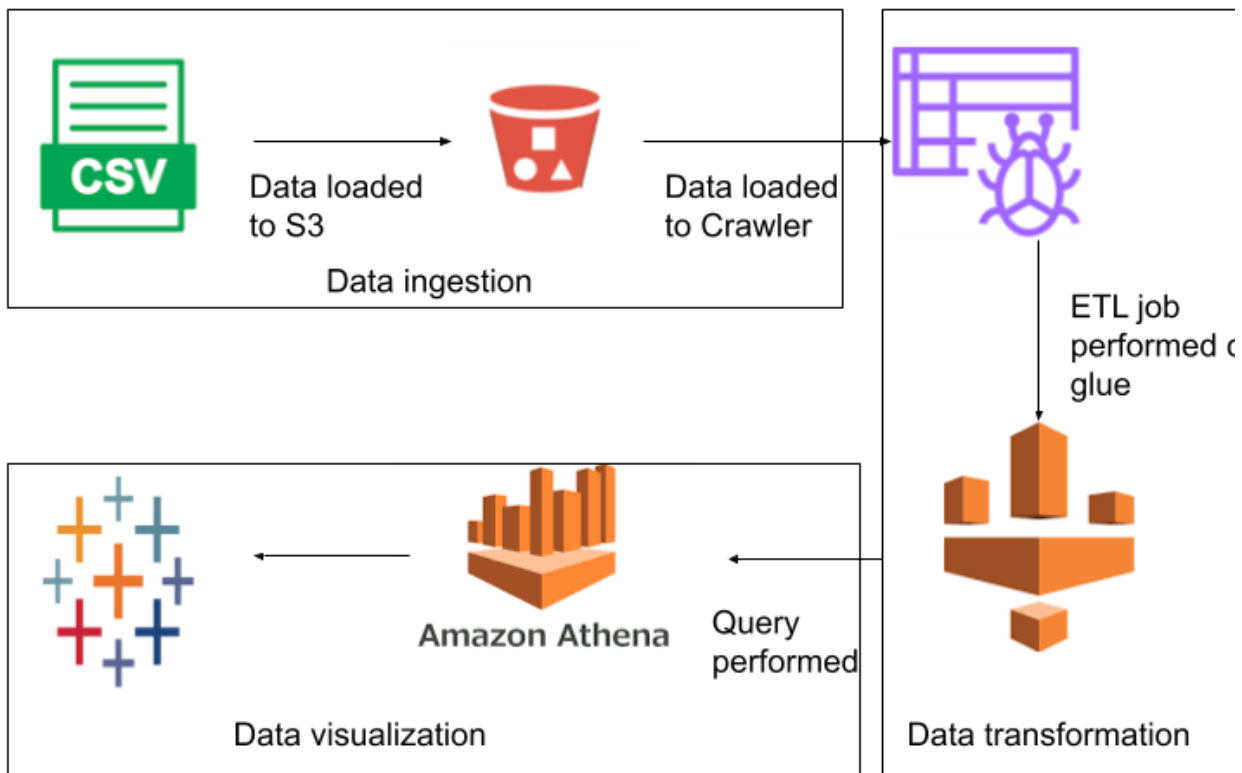 CSV
Data loaded
to S3
Data loaded
to Crawler
Data ingestion
ETL job
performed
glue
Amazon Athena
Query
performed
Data visualization
Data transformation